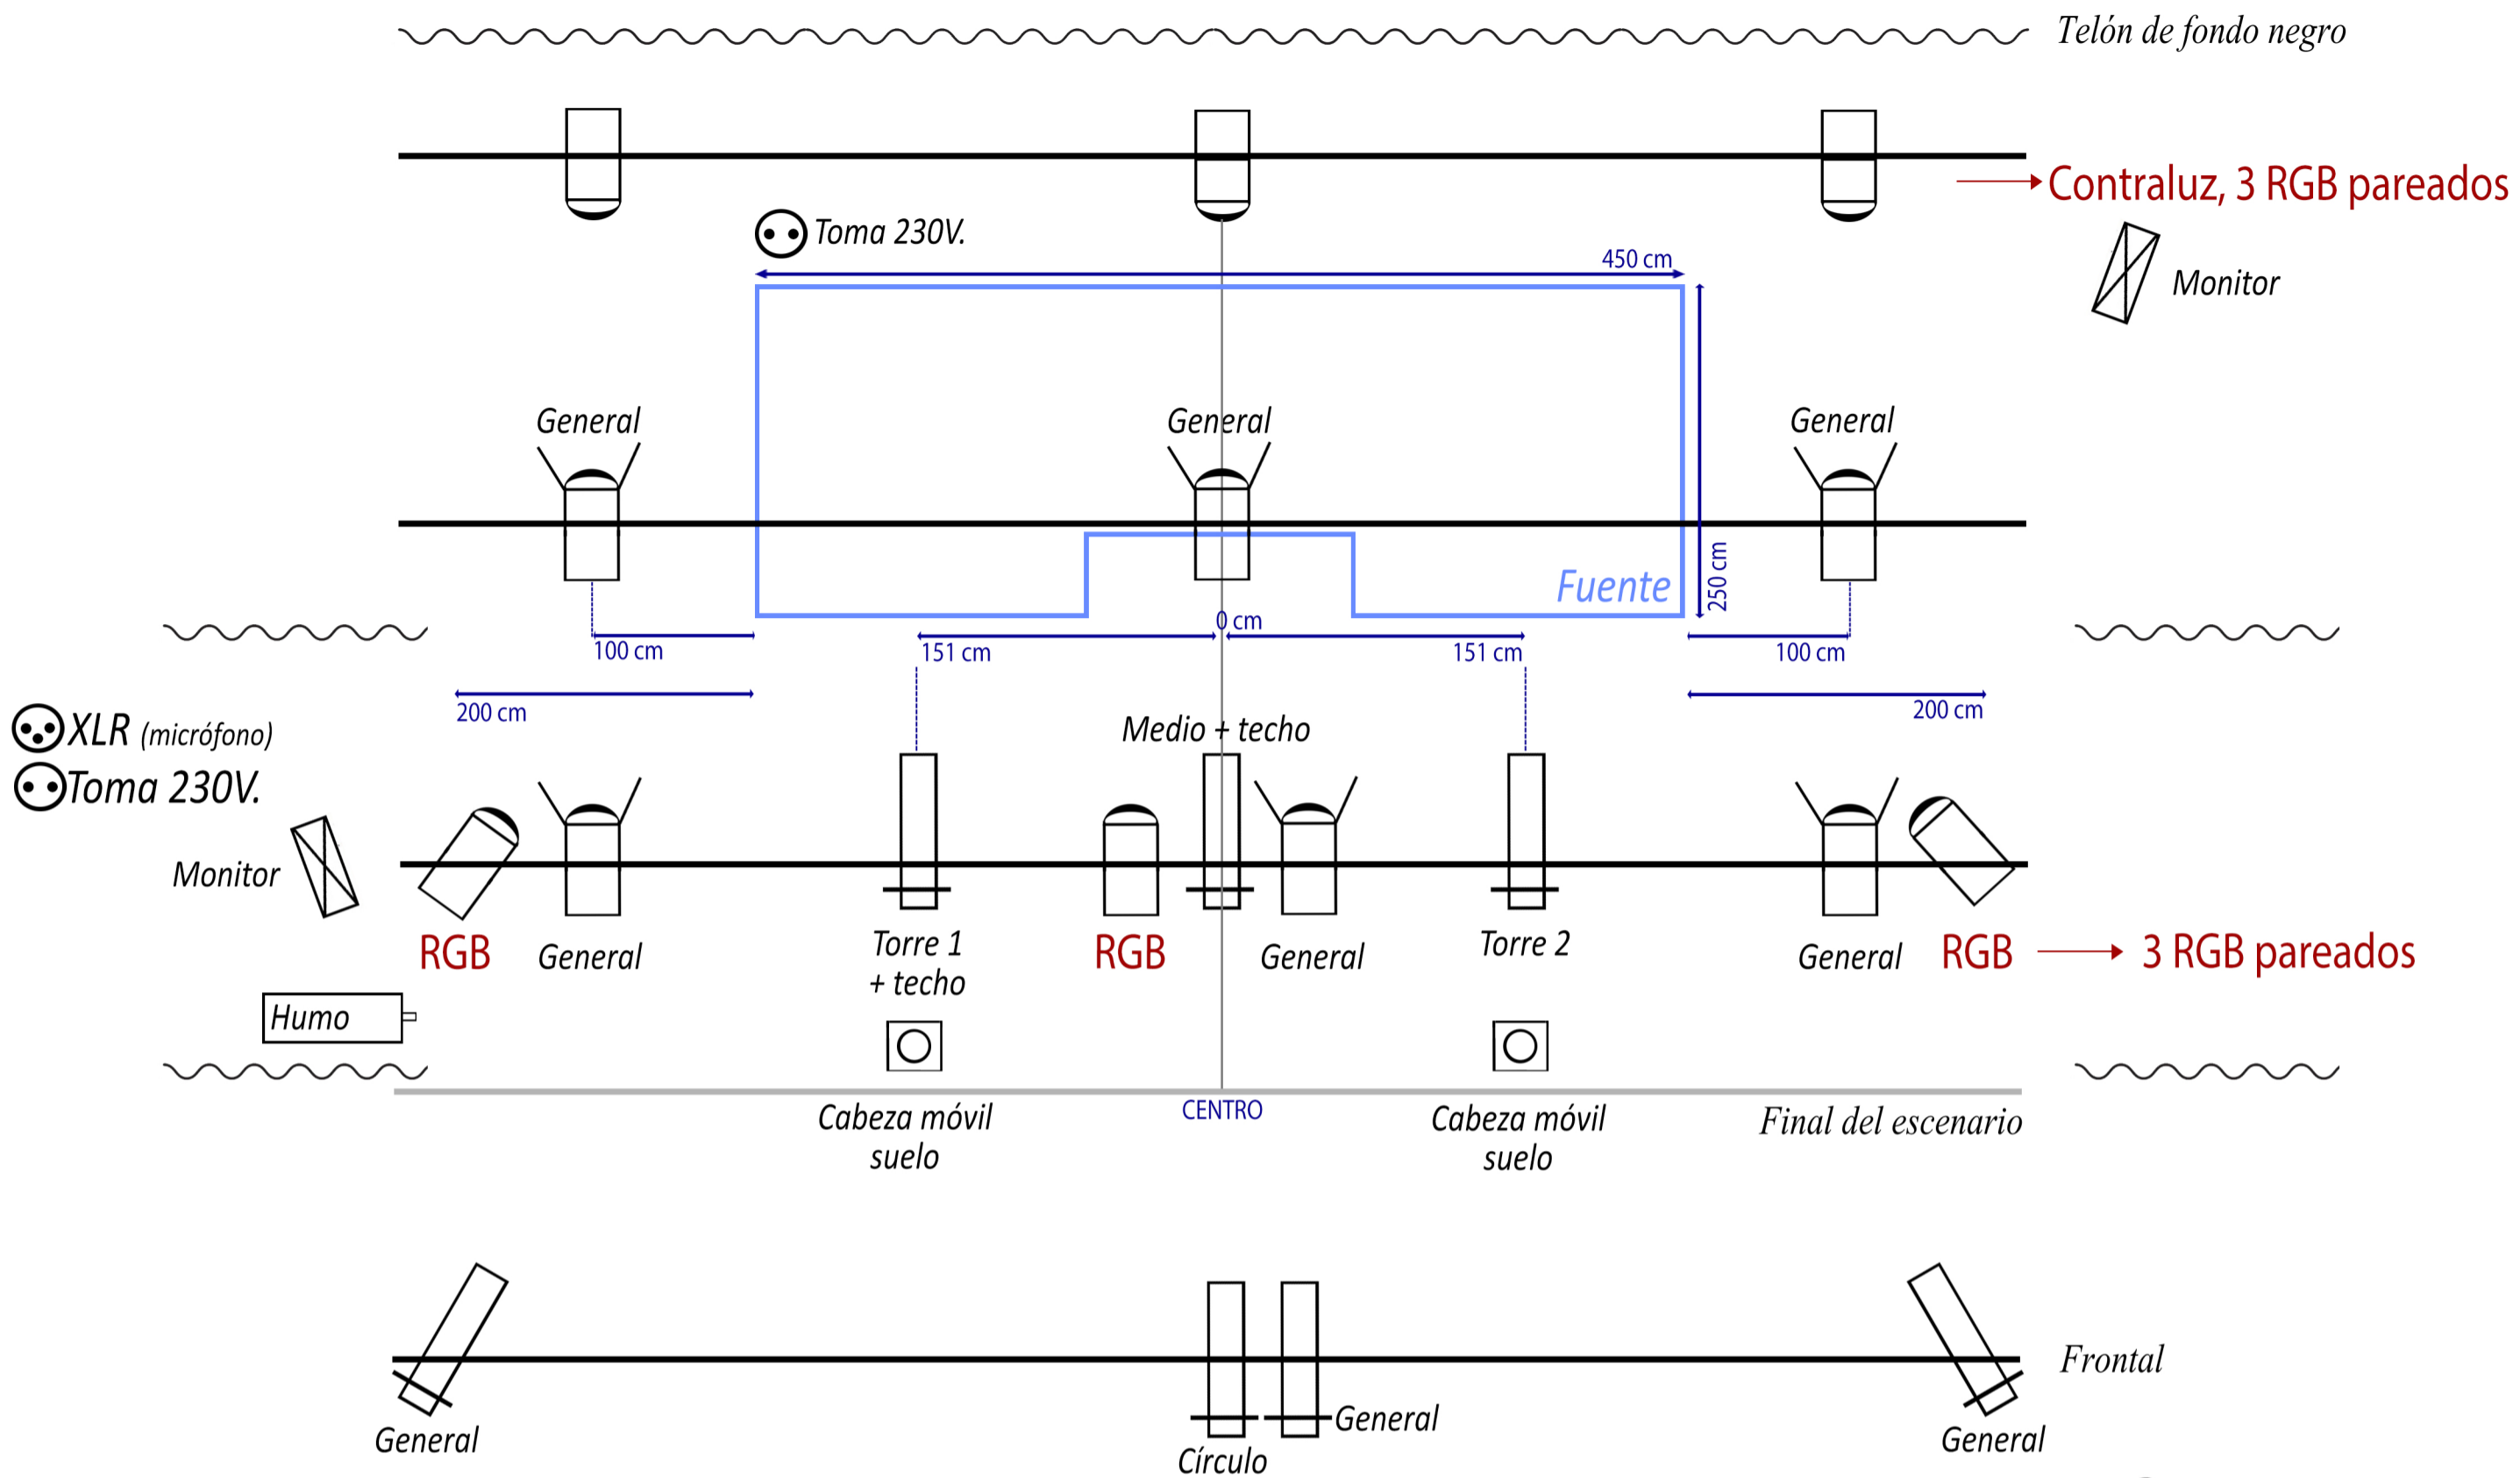 Telón de fondo negro
Contraluz, 3 RGB pareados
Toma 230V.
450 cm
Monitor
General
General
General
250 cm
Fuente
0 cm
100 cm
151 cm
151 cm
100 cm
200 cm
200 cm
XLR (micrófono)
Medio + techo
Toma 230V.
Monitor
RGB
General
Torre 1
+ techo
RGB
General
Torre 2
General
RGB
3 RGB pareados
Humo
Cabeza móvil
suelo
CENTRO
Cabeza móvil
suelo
Final del escenario
Frontal
General
Círculo
General
General